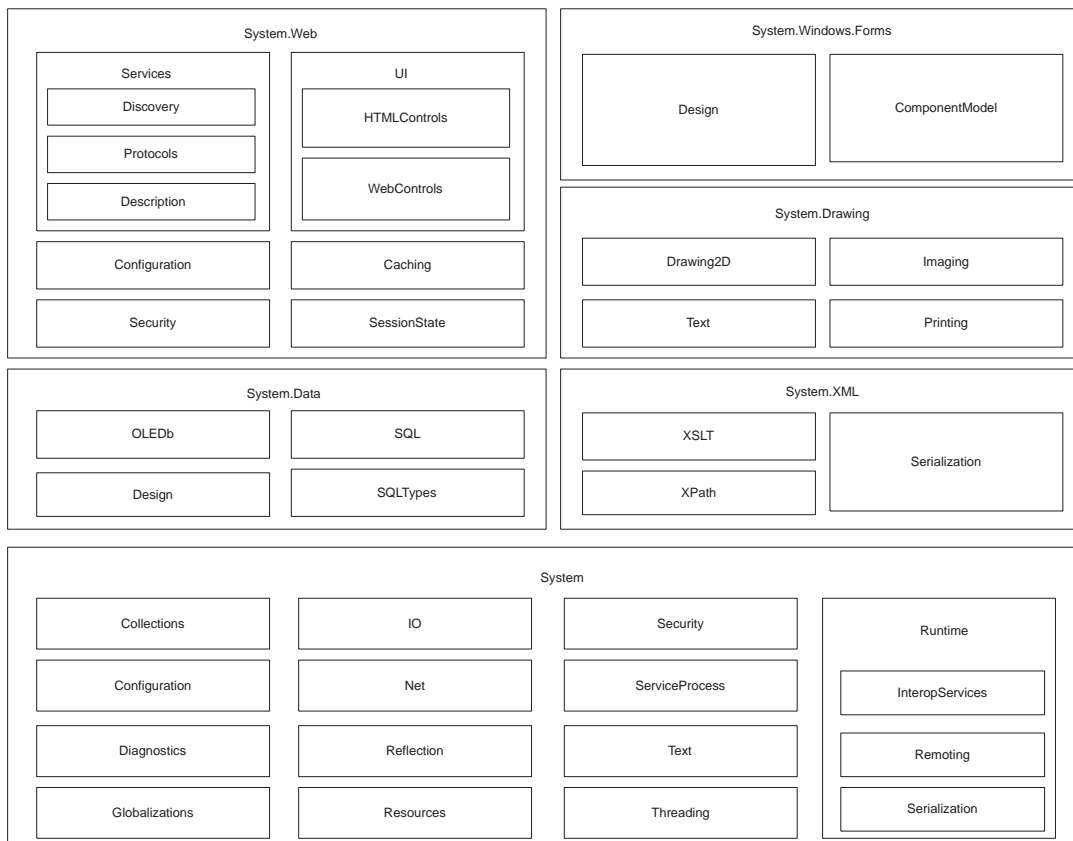 System.Web
Services
Discovery
Protocols
Description
UI
HTMLControls
WebControls
Configuration
Caching
Security
SessionState
System.Windows.Forms
Design
ComponentModel
System.Drawing
Drawing2D
Imaging
Text
Printing
System.Data
OLEDb
SQL
Design
SQLTypes
System.XML
XSLT
XPath
Serialization
System
Collections
IO
Security
Configuration
Net
ServiceProcess
Diagnostics
Reflection
Text
Globalizations
Resources
Threading
Runtime
InteropServices
Remoting
Serialization